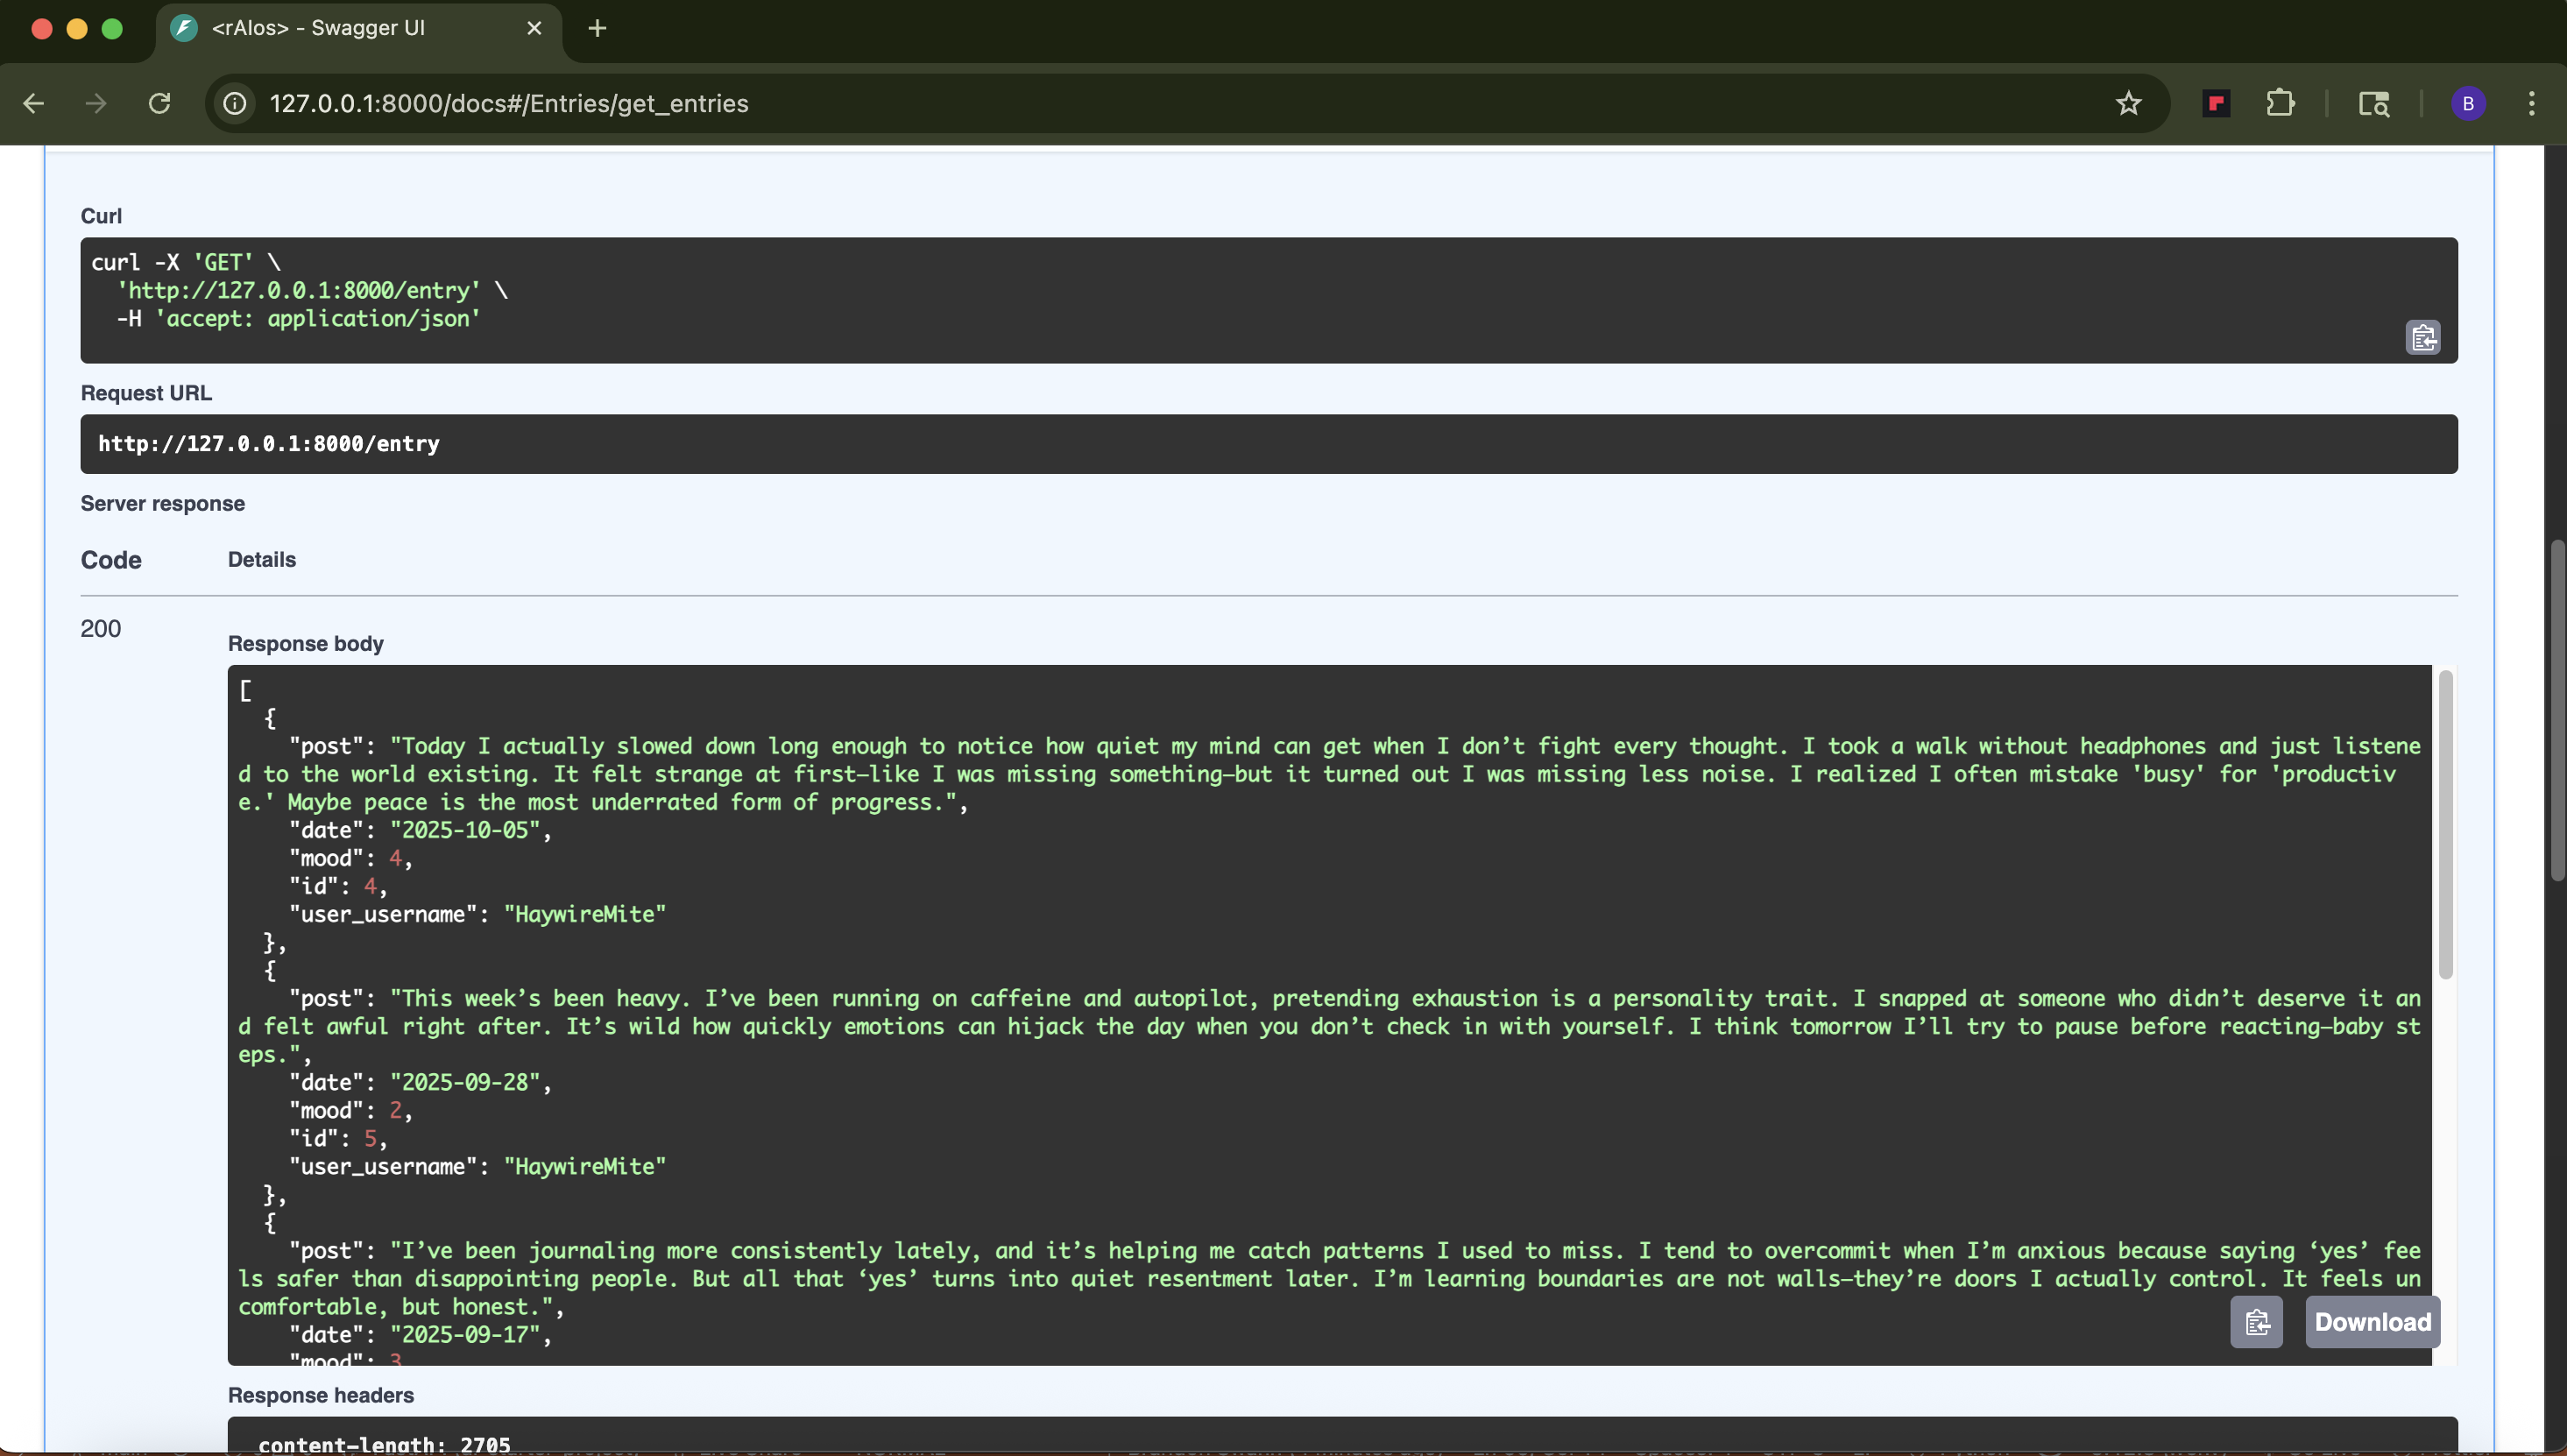 <rAIos> - Swagger UI
127.0.0.1:8000/docs#/Entries/get_entries
B
Curl
curl -X 'GET' \
'http://127.0.0.1:8000/entry' \
-H 'accept: application/json'
Request URL
http://127.0.0.1:8000/entry
Server response
Code Details
200
Response body
[
{
"post": "Today I actually slowed down long enough to notice how quiet my mind can get when I don’t fight every thought. I took a walk without headphones and just listene
d to the world existing. It felt strange at first—like I was missing something—but it turned out I was missing less noise. I realized I often mistake 'busy' for 'productiv
e.' Maybe peace is the most underrated form of progress.",
"date": "2025-10-05",
"mood": 4,
"id": 4,
"user_username": "HaywireMite"
},
{
"post": "This week’s been heavy. I’ve been running on caffeine and autopilot, pretending exhaustion is a personality trait. I snapped at someone who didn’t deserve it an
d felt awful right after. It’s wild how quickly emotions can hijack the day when you don’t check in with yourself. I think tomorrow I’ll try to pause before reacting—baby st
eps.",
"date": "2025-09-28",
"mood": 2,
"id": 5,
"user_username": "HaywireMite"
},
{
"post": "I’ve been journaling more consistently lately, and it’s helping me catch patterns I used to miss. I tend to overcommit when I’m anxious because saying ‘yes’ fee
ls safer than disappointing people. But all that ‘yes’ turns into quiet resentment later. I’m learning boundaries are not walls—they’re doors I actually control. It feels un
comfortable, but honest.",
"date": "2025-09-17",
"mood": 3
Download
Response headers
content-length: 2705